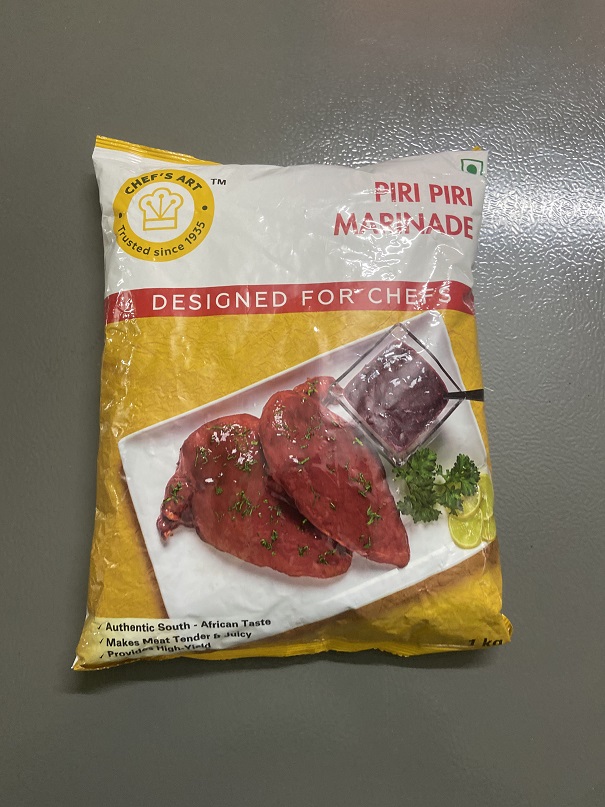 CHEF'S ART
TM
Trusted since 1935
PIRI PIRI
MARINADE
DESIGNED FOR CHEFS
✓ Authentic South - African Taste
✓ Makes Meat Tender & Juicy
✓ Provides High-Yield
1 kg